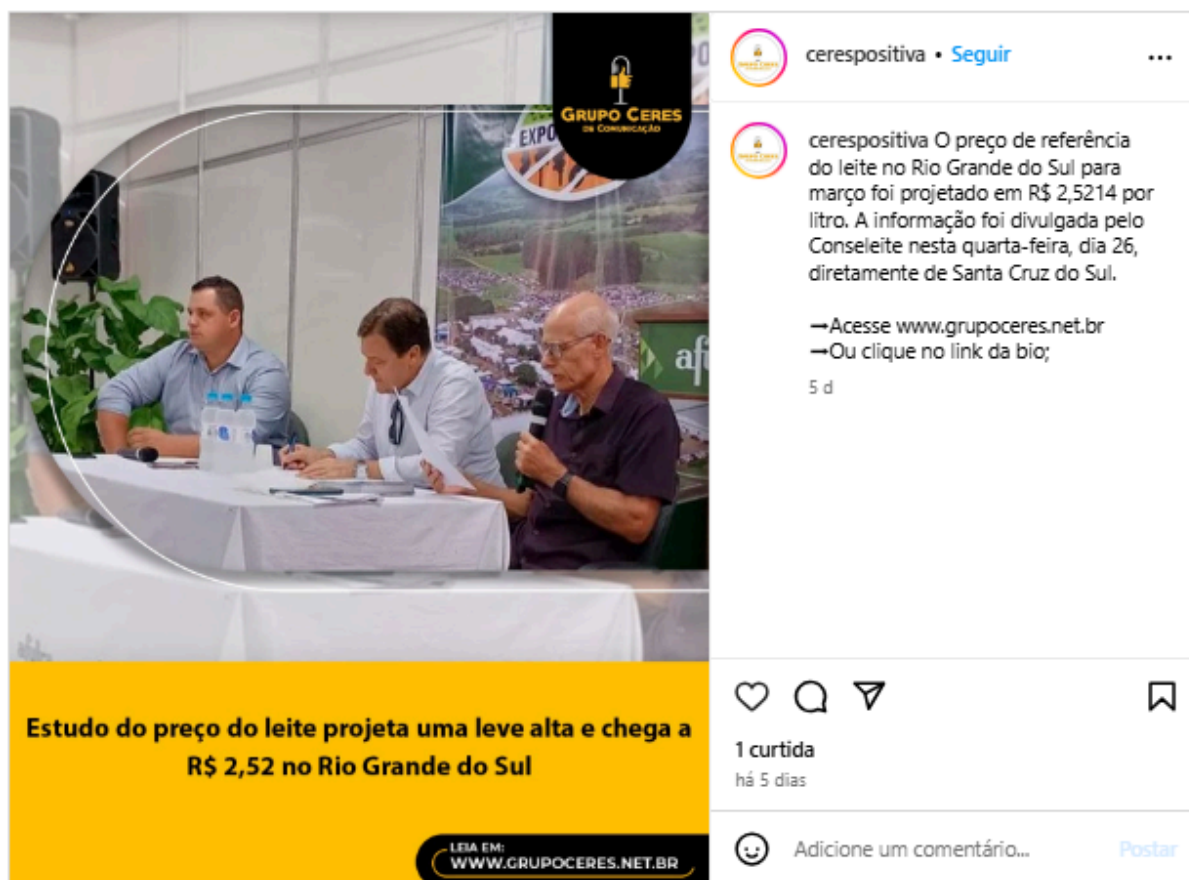 GRUPO CERES
DE COMUNICAÇÃO
EXPO
afu
Estudo do preço do leite projeta uma leve alta e chega a
R$ 2,52 no Rio Grande do Sul
LEIA EM:
WWW.GRUPOCERES.NET.BR
cerespositiva • Seguir
cerespositiva O preço de referência
do leite no Rio Grande do Sul para
março foi projetado em R$ 2,5214 por
litro. A informação foi divulgada pelo
Conseleite nesta quarta-feira, dia 26,
diretamente de Santa Cruz do Sul.
→Acesse www.grupoceres.net.br
→Ou clique no link da bio;
5 d
1 curtida
há 5 dias
Adicione um comentário...
Postar